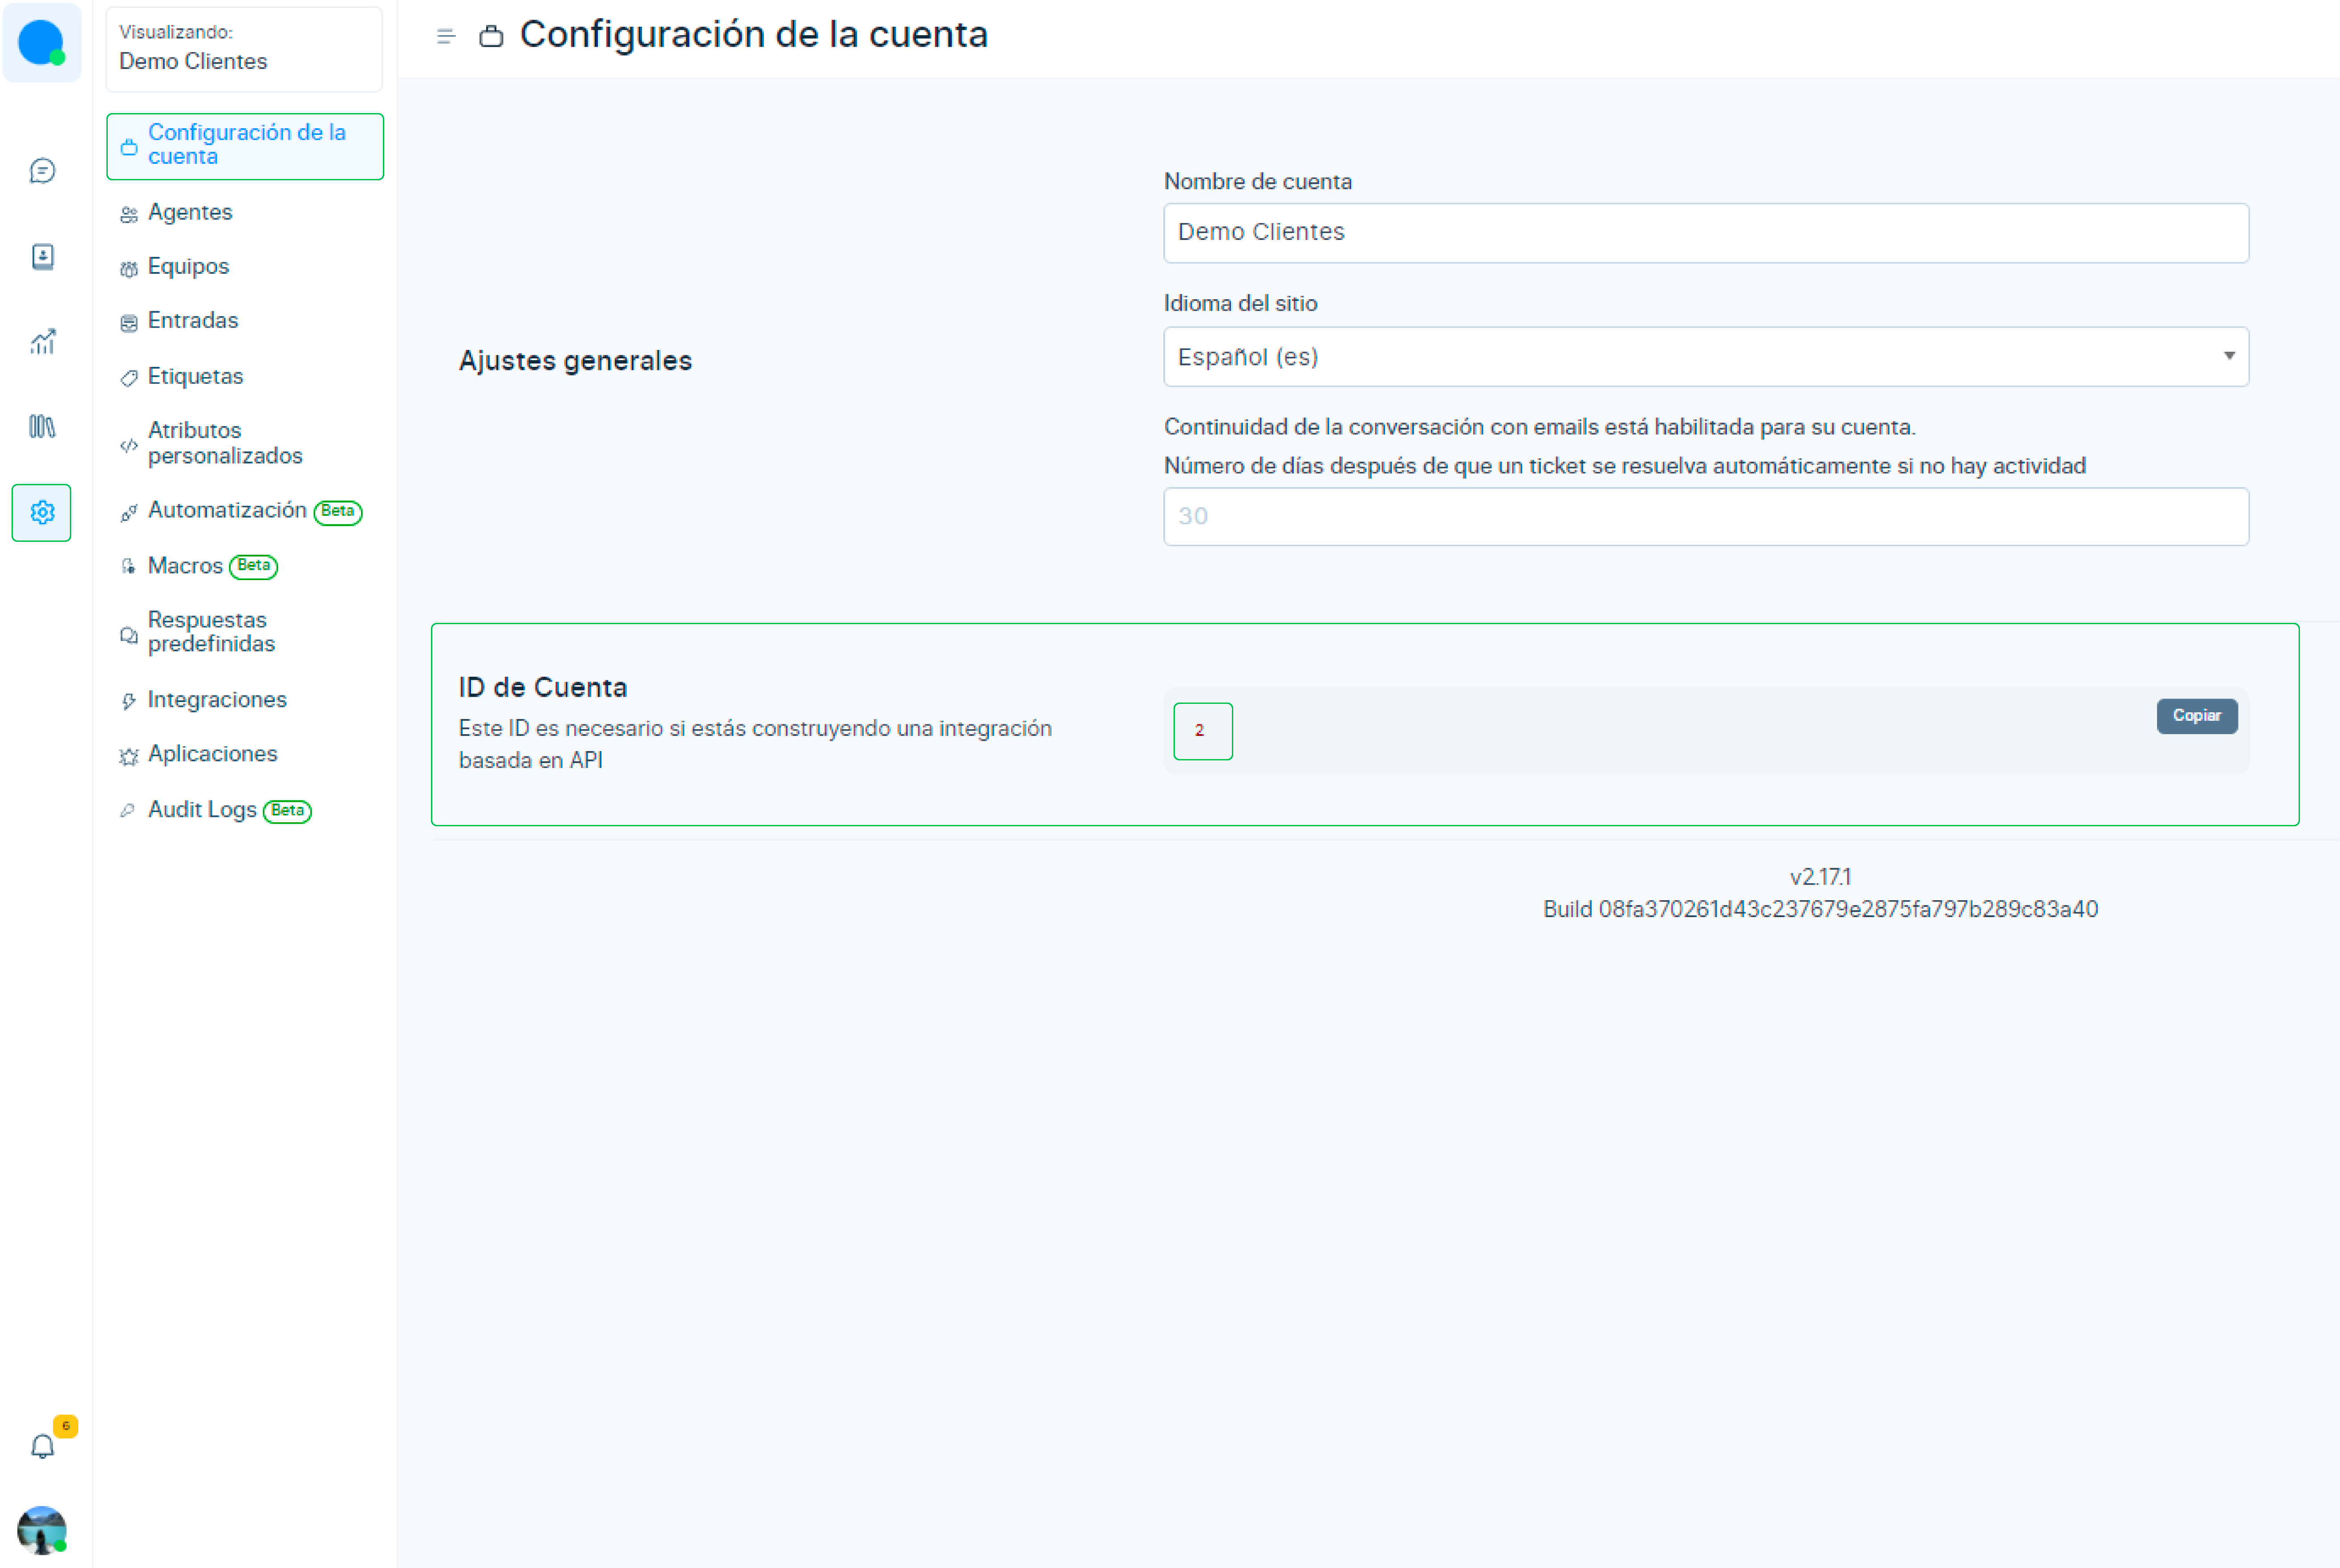 Visualizando:
Demo Clientes
Configuración de la
cuenta
Agentes
Equipos
Entradas
Etiquetas
Atributos
personalizados
Automatización Beta
Macros Beta
Respuestas
predefinidas
Integraciones
Aplicaciones
Audit Logs Beta
6
Configuración de la cuenta
Ajustes generales
Nombre de cuenta
Demo Clientes
Idioma del sitio
Español (es)
Continuidad de la conversación con emails está habilitada para su cuenta.
Número de días después de que un ticket se resuelva automáticamente si no hay actividad
30
ID de Cuenta
Este ID es necesario si estás construyendo una integración
basada en API
2
Copiar
v2.17.1
Build 08fa370261d43c237679e2875fa797b289c83a40